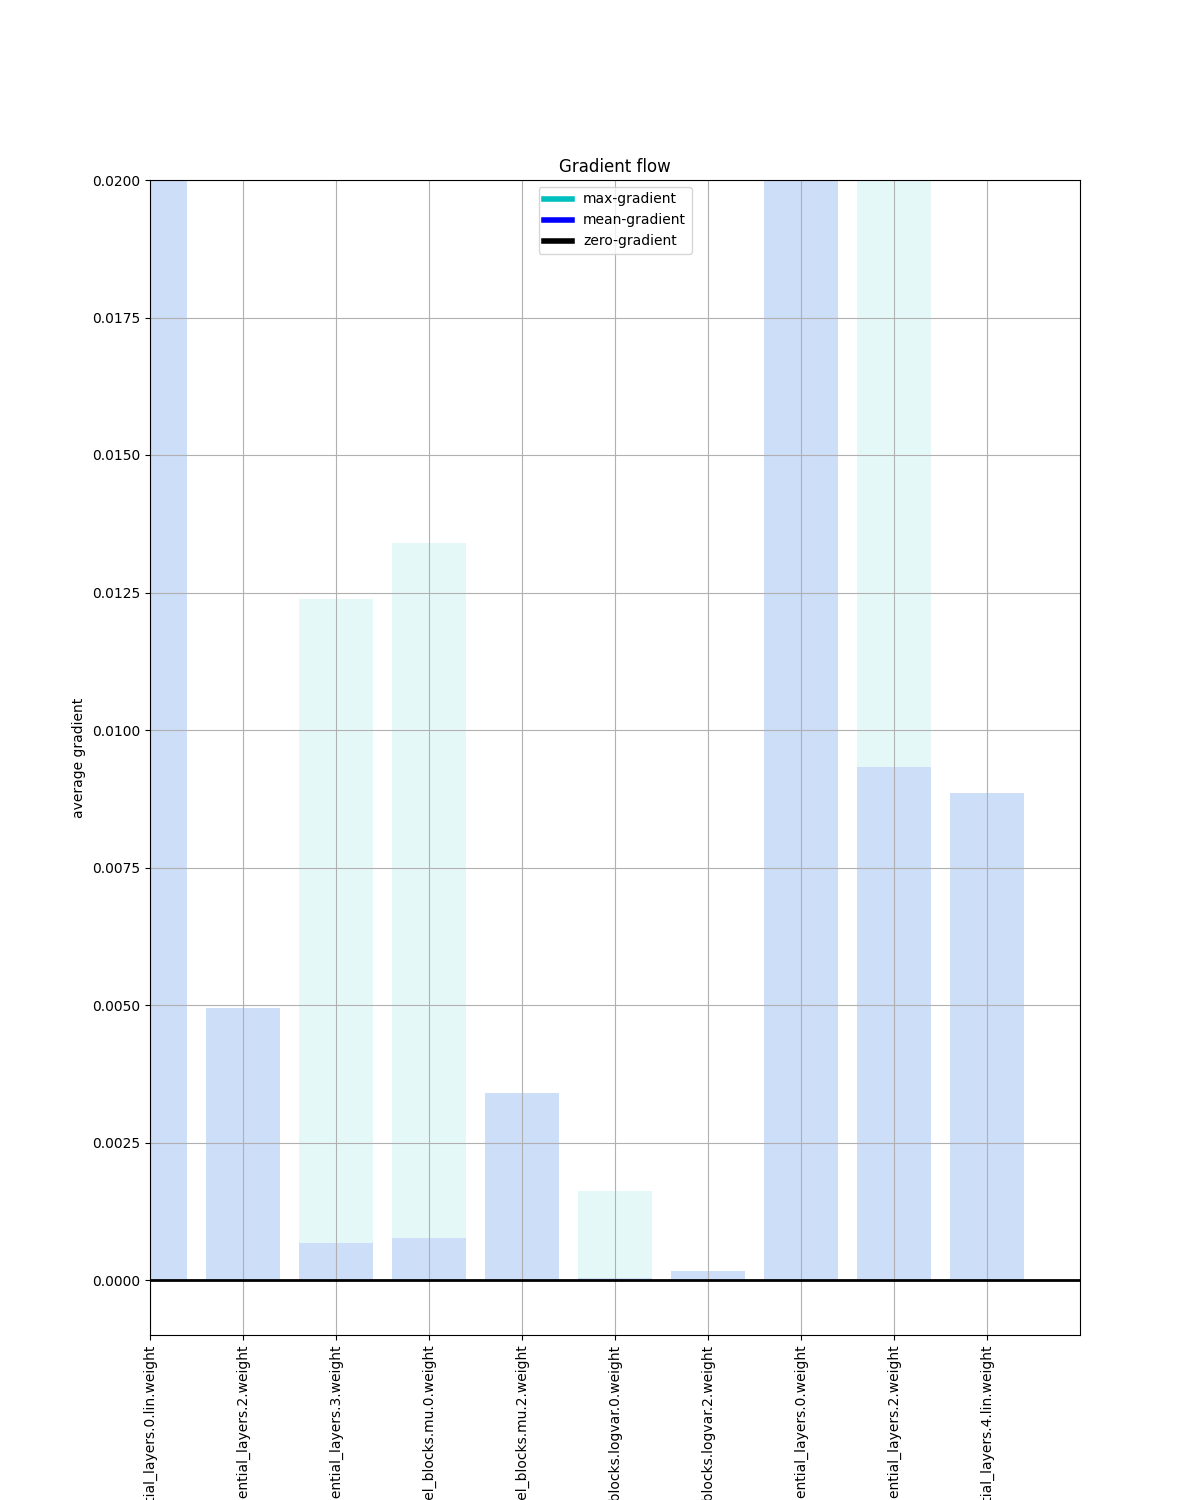 Gradient flow
max-gradient
mean-gradient
zero-gradient
0.0200
0.0175
0.0150
0.0125
0.0100
0.0075
0.0050
0.0025
0.0000
average gradient
tial_layers.0.lin.weight
ential_layers.2.weight
ential_layers.3.weight
el_blocks.mu.0.weight
el_blocks.mu.2.weight
blocks.logvar.0.weight
blocks.logvar.2.weight
ential_layers.0.weight
ential_layers.2.weight
tial_layers.4.lin.weight